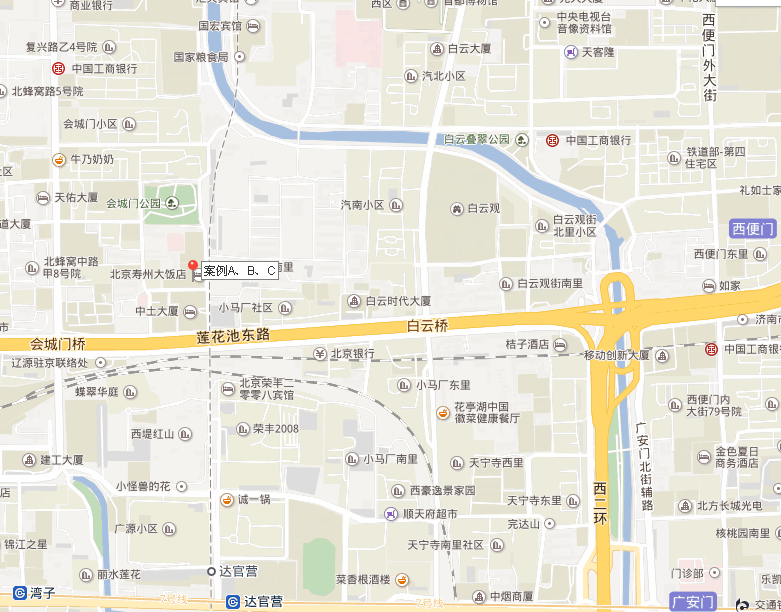 商业银行
国宏宾馆
西区
首都博物馆
中央电视台
音像资料馆
西便门外大街
复兴路乙4号院
国家粮食局
白云大厦
天客隆
中国工商银行
汽北小区
北蜂窝路5号院
会城门小区
白云叠翠公园
中国工商银行
铁道部-第四
住宅区
牛乃奶奶
天佑大厦
会城门公园
汽南小区
白云观
礼如士家
道大厦
白云观街
北里小区
西便门
西便门东里
北蜂窝中路
甲8号院
北京寿州大饭店
案例A、B、C
南里
白云观街南里
如家
中土大厦
小马厂社区
白云时代大厦
济南市
会城门桥
莲花池东路
白云桥
桔子酒店
移动创新大厦
中国工商银
辽源驻京联络处
北京银行
蝶翠华庭
北京荣丰二
零零八宾馆
小马厂东里
花亭湖中国
徽菜健康餐厅
西便门内
大街79号院
西堤红山
荣丰2008
广安门北街辅路
建工大厦
小马厂南里
天宁寺西里
金色夏日
商务酒店
小怪兽的花
诚一锅
西豪逸景家园
西二环
天宁寺东里
北方长城光电
顺天府超市
完达山
广源小区
核桃园南里
锦江之星
天宁寺南里社区
丽水莲花
达官营
菜香根酒楼
门诊部
乐凯
湾子
7号线
达官营
7号线
中烟商厦
广安门
交通